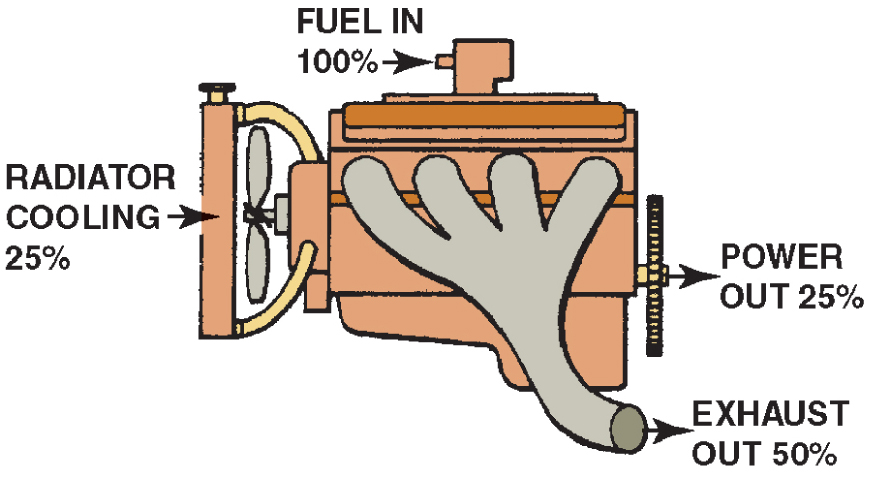 FUEL IN
100%
RADIATOR
COOLING
25%
POWER
OUT 25%
EXHAUST
OUT 50%